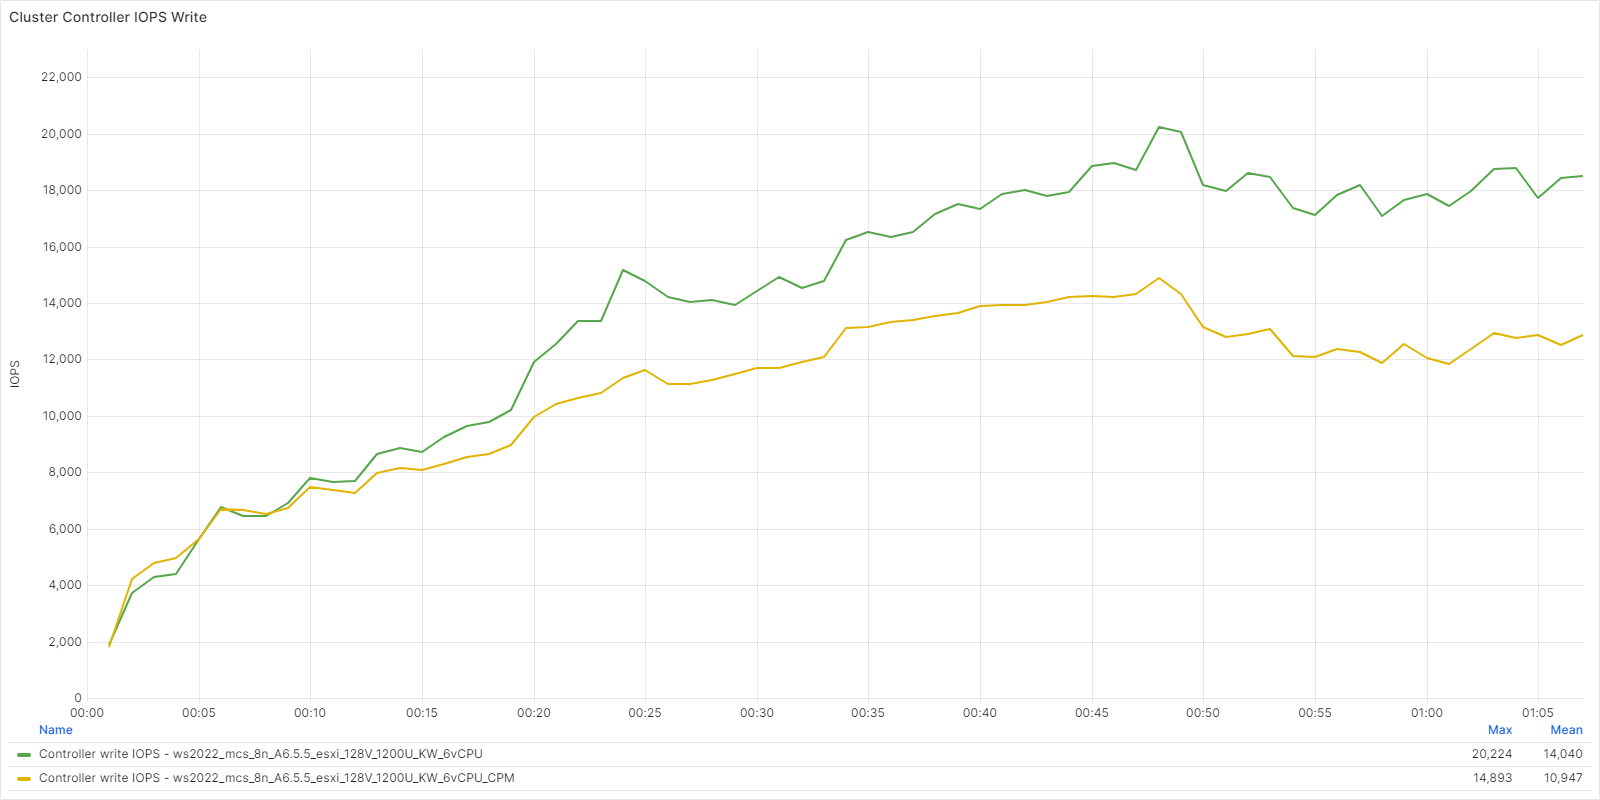 Cluster Controller IOPS Write
IOPS
22,000
20,000
18,000
16,000
14,000
12,000
10,000
8,000
6,000
4,000
2,000
0
00:00 00:05 00:10 00:15 00:20 00:25 00:30 00:35 00:40 00:45 00:50 00:55 01:00 01:05
Name Max Mean
Controller write IOPS - ws2022_mcs_8n_A6.5.5_esxi_128V_1200U_KW_6vCPU 20,224 14,040
Controller write IOPS - ws2022_mcs_8n_A6.5.5_esxi_128V_1200U_KW_6vCPU_CPM 14,893 10,947